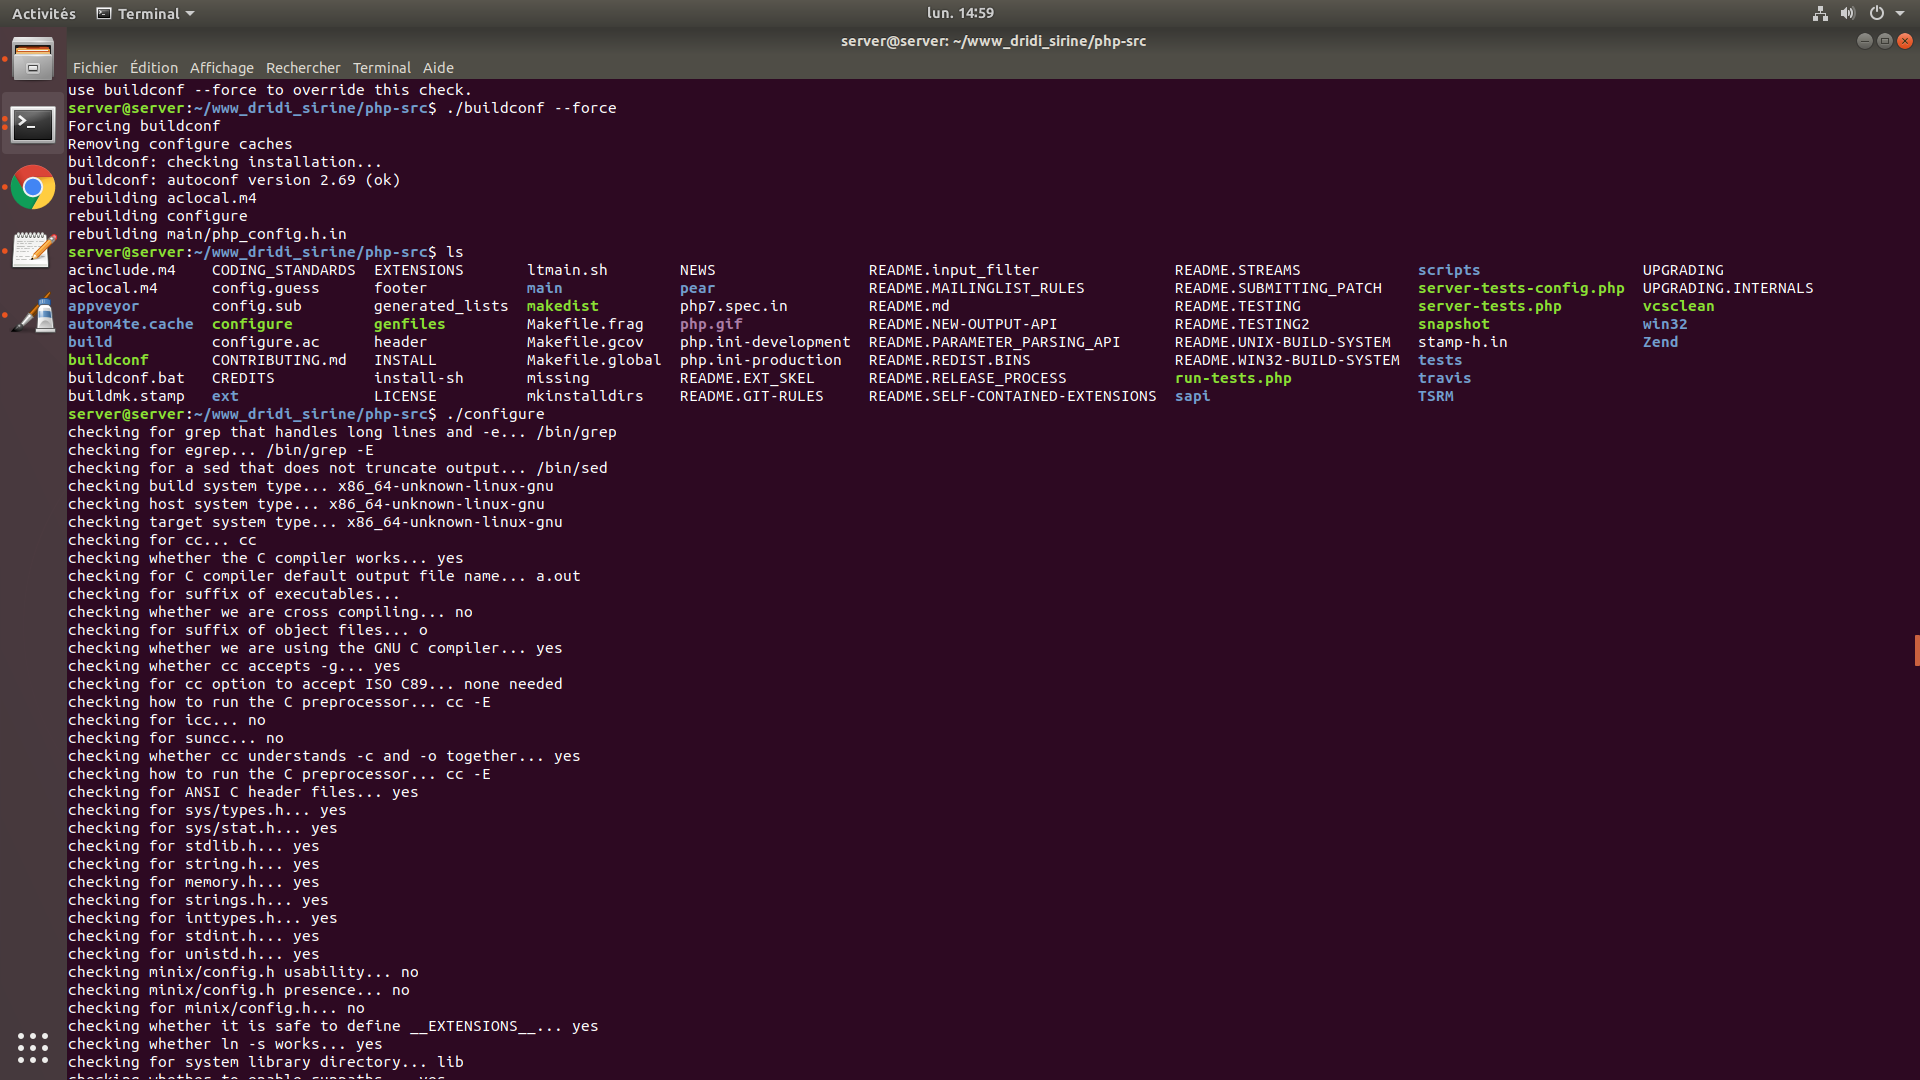 Activités Terminal lun. 14:59
server@server: ~/www_dridi_sirine/php-src
Fichier Édition Affichage Rechercher Terminal Aide
use buildconf --force to override this check.
server@server:~/www_dridi_sirine/php-src$ ./buildconf --force
Forcing buildconf
Removing configure caches
buildconf: checking installation...
buildconf: autoconf version 2.69 (ok)
rebuilding aclocal.m4
rebuilding configure
rebuilding main/php_config.h.in
server@server:~/www_dridi_sirine/php-src$ ls
acinclude.m4 CODING_STANDARDS EXTENSIONS ltmain.sh NEWS README.input_filter README.STREAMS scripts UPGRADING
aclocal.m4 config.guess footer main pear README.MAILINGLIST_RULES README.SUBMITTING_PATCH server-tests-config.php UPGRADING.INTERNALS
appveyor config.sub generated_lists makedist php7.spec.in README.md README.TESTING server-tests.php vcsclean
autom4te.cache configure genfiles Makefile.frag php.gif README.NEW-OUTPUT-API README.TESTING2 snapshot win32
build configure.ac header Makefile.gcov php.ini-development README.PARAMETER_PARSING_API README.UNIX-BUILD-SYSTEM stamp-h.in Zend
buildconf CONTRIBUTING.md INSTALL Makefile.global php.ini-production README.REDIST.BINS README.WIN32-BUILD-SYSTEM tests
buildconf.bat CREDITS install-sh missing README.EXT_SKEL README.RELEASE_PROCESS run-tests.php travis
buildmk.stamp ext LICENSE mkinstalldirs README.GIT-RULES README.SELF-CONTAINED-EXTENSIONS sapi TSRM
server@server:~/www_dridi_sirine/php-src$ ./configure
checking for grep that handles long lines and -e... /bin/grep
checking for egrep... /bin/grep -E
checking for a sed that does not truncate output... /bin/sed
checking build system type... x86_64-unknown-linux-gnu
checking host system type... x86_64-unknown-linux-gnu
checking target system type... x86_64-unknown-linux-gnu
checking for cc... cc
checking whether the C compiler works... yes
checking for C compiler default output file name... a.out
checking for suffix of executables...
checking whether we are cross compiling... no
checking for suffix of object files... o
checking whether we are using the GNU C compiler... yes
checking whether cc accepts -g... yes
checking for cc option to accept ISO C89... none needed
checking how to run the C preprocessor... cc -E
checking for icc... no
checking for suncc... no
checking whether cc understands -c and -o together... yes
checking how to run the C preprocessor... cc -E
checking for ANSI C header files... yes
checking for sys/types.h... yes
checking for sys/stat.h... yes
checking for stdlib.h... yes
checking for string.h... yes
checking for memory.h... yes
checking for strings.h... yes
checking for inttypes.h... yes
checking for stdint.h... yes
checking for unistd.h... yes
checking minix/config.h usability... no
checking minix/config.h presence... no
checking for minix/config.h... no
checking whether it is safe to define __EXTENSIONS__... yes
checking whether ln -s works... yes
checking for system library directory... lib
checking whether to enable runpaths... yes